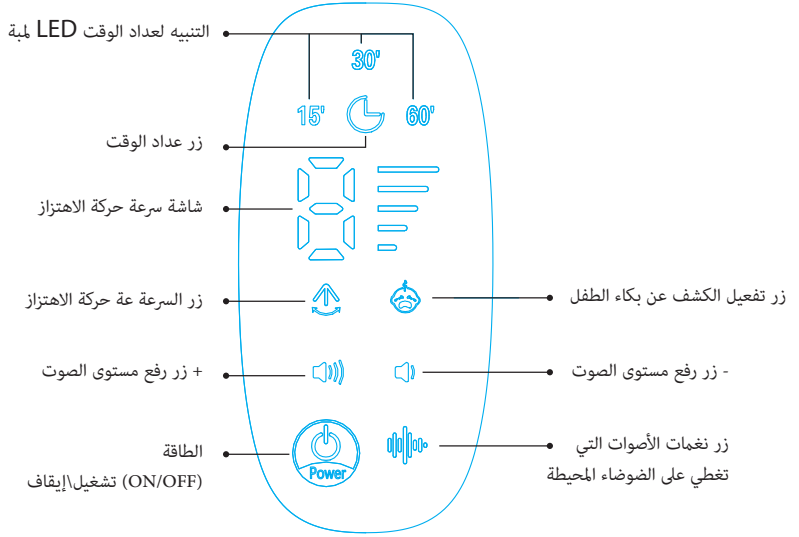 التنبيه لعداد الوقت LED لمبة
30'
15'
60'
زر عداد الوقت
شاشة سرعة حركة الاهتزاز
زر السرعة عة حركة الاهتزاز
زر تفعيل الكشف عن بكاء الطفل
+ زر رفع مستوى الصوت
- زر رفع مستوى الصوت
الطاقة
(ON/OFF) تشغيل\إيقاف
Power
زر نغمات الأصوات التي
تغطي على الضوضاء المحيطة